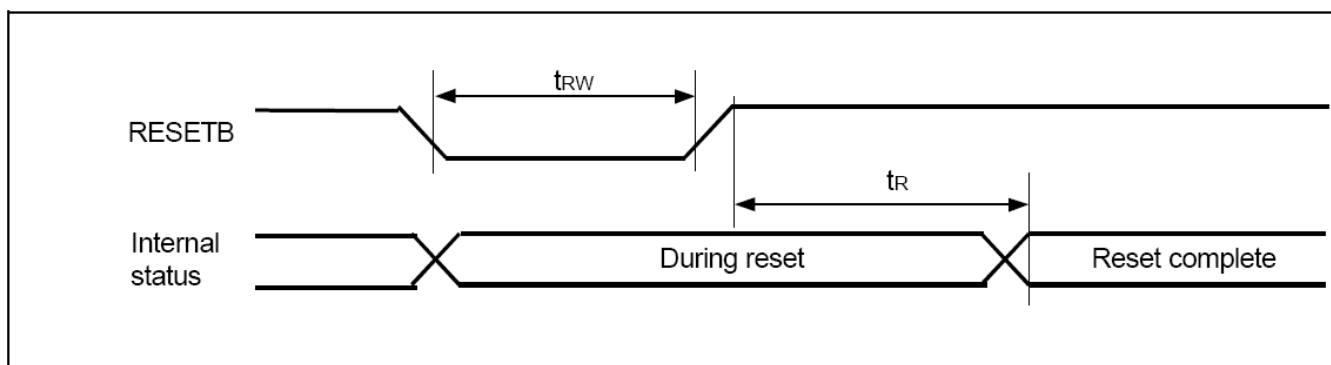 tRW
RESETB
tR
Internal
status
During reset
Reset complete